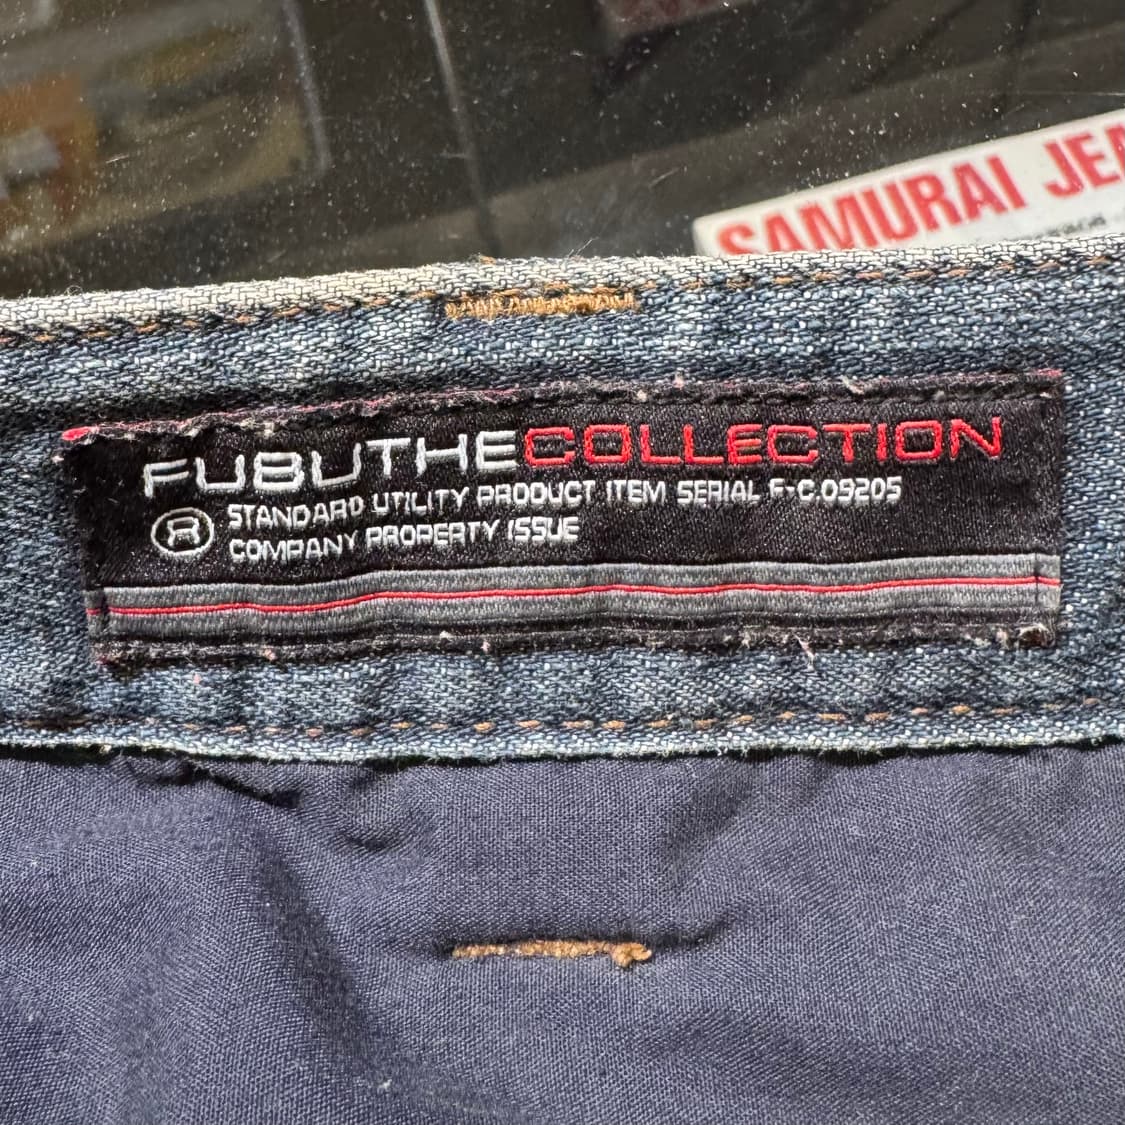 SAMURAI JEA
FUBUTHECOLLECTION
STANDARD UTILITY PRODUCT ITEM SERIAL F-C.09205
® COMPANY PROPERTY ISSUE